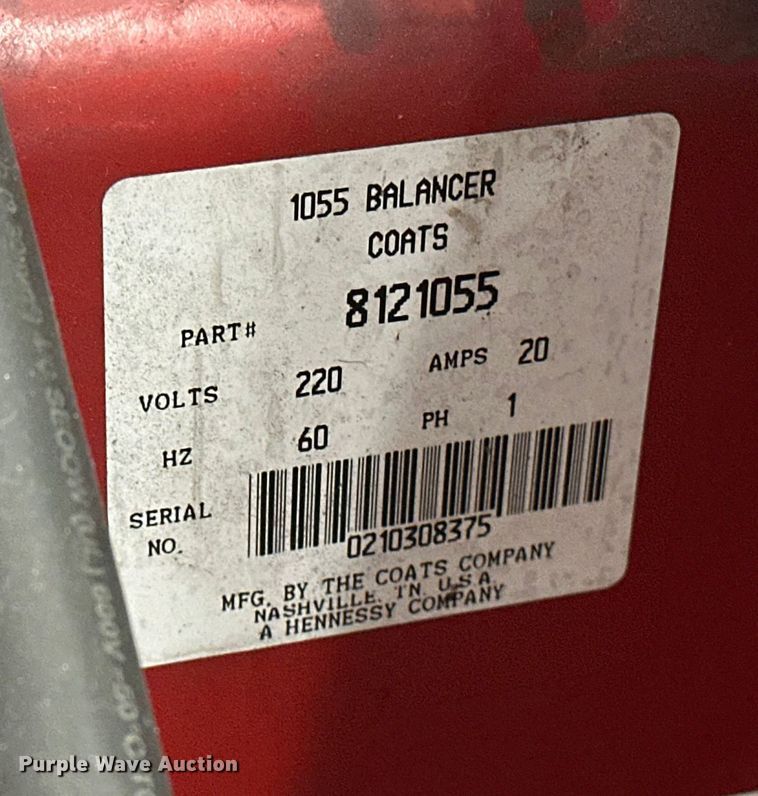 1055 BALANCER
COATS
PART# 8121055
VOLTS 220 AMPS 20
HZ 60 PH 1
SERIAL
NO.
0210308375
MFG. BY THE COATS COMPANY
NASHVILLE, TN, U.S.A.
A HENNESSY COMPANY
Purple Wave Auction